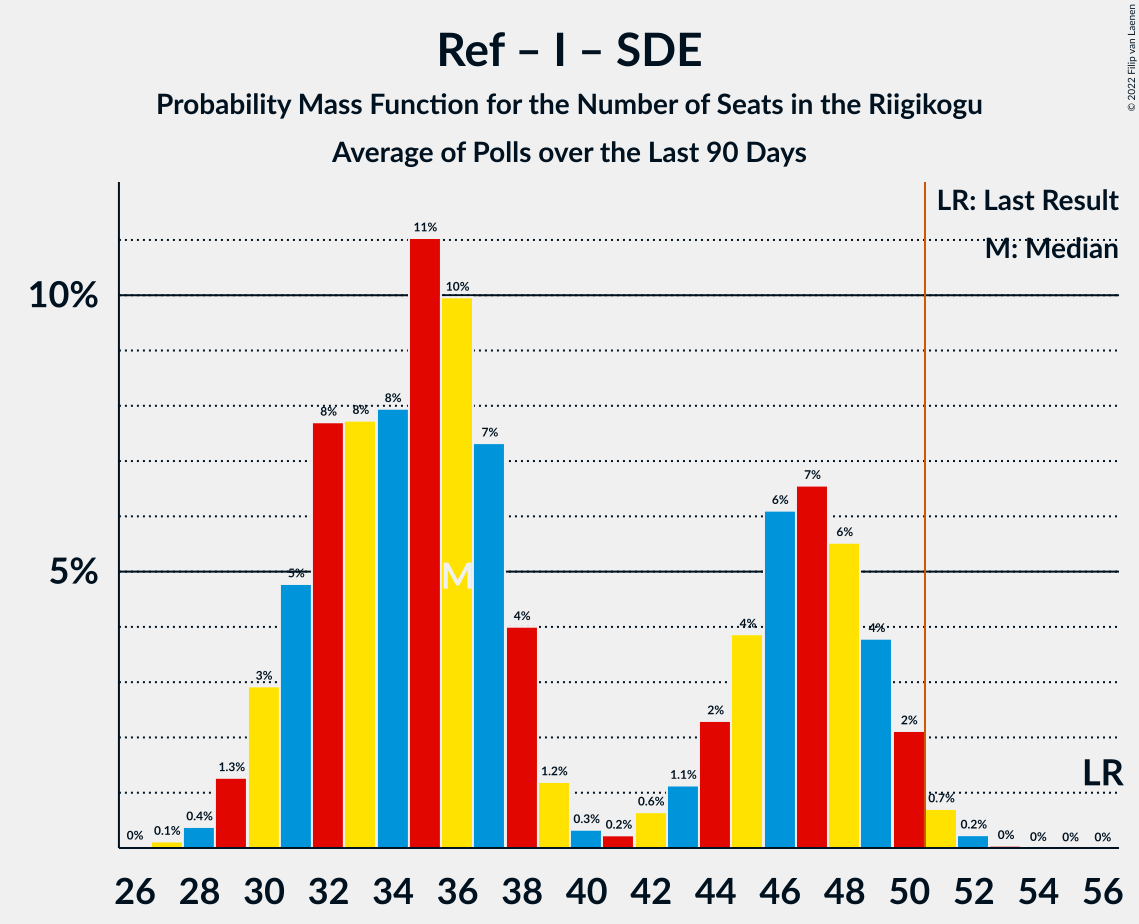 Ref – I – SDE
Probability Mass Function for the Number of Seats in the Riigikogu
Average of Polls over the Last 90 Days
© 2022 Filip van Laenen
LR: Last Result
M: Median
10%
5%
0% 0.1% 0.4% 1.3% 3% 5% 8% 8% 8% 11% 10% 7% 4% 1.2% 0.3% 0.2% 0.6% 1.1% 2% 4% 6% 7% 6% 4% 2% 0.7% 0.2% 0% 0% 0% 0%
M
LR
26 28 30 32 34 36 38 40 42 44 46 48 50 52 54 56